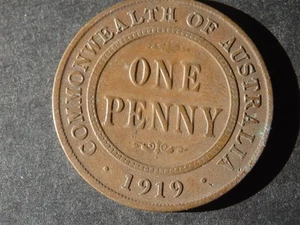 COMMONWEALTH OF AUSTRALIA
ONE
PENNY
· 1919 ·